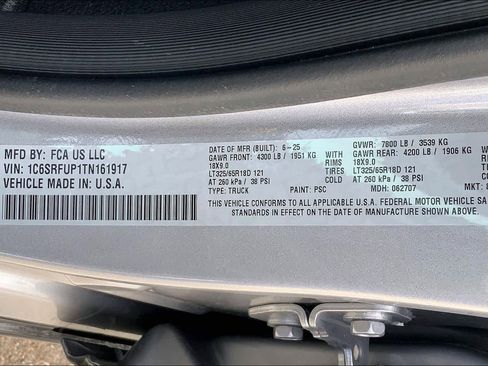 MFD BY: FCA US LLC
VIN: 1C6SRFUP1TN161917
VEHICLE MADE IN: U.S.A.
DATE OF MFR (BUILT): 6-25 GVWR: 7800 LB / 3539 KG
GAWR FRONT: 4300 LB / 1951 KG WITH GAWR REAR: 4200 LB / 1906 KG
18X9.0 RIMS 18X9.0
LT325/65R18D 121 TIRES LT325/65R18D 121
AT 260 kPa / 38 PSI COLD AT 260 kPa / 38 PSI
TYPE: TRUCK PAINT: PSC MDH: 062707
THIS VEHICLE CONFORMS TO ALL APPLICABLE U.S.A. FEDERAL MOTOR VEHICLE SA
STANDARDS IN EFFECT ON THE DATE OF MANUFACTURE SHOWN ABOVE.